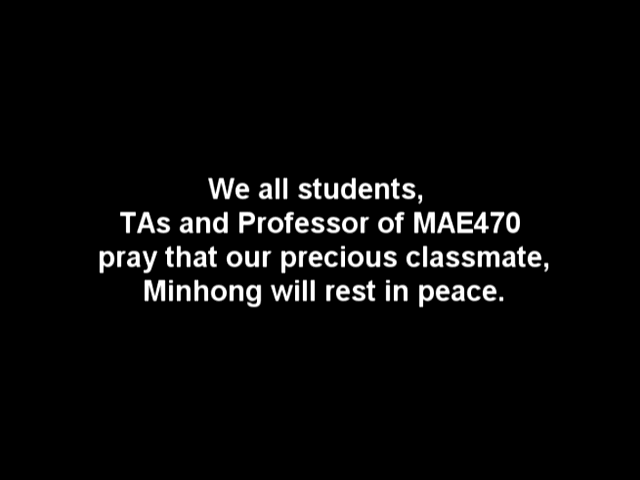 We all students,
TAs and Professor of MAE470
pray that our precious classmate,
Minhong will rest in peace.